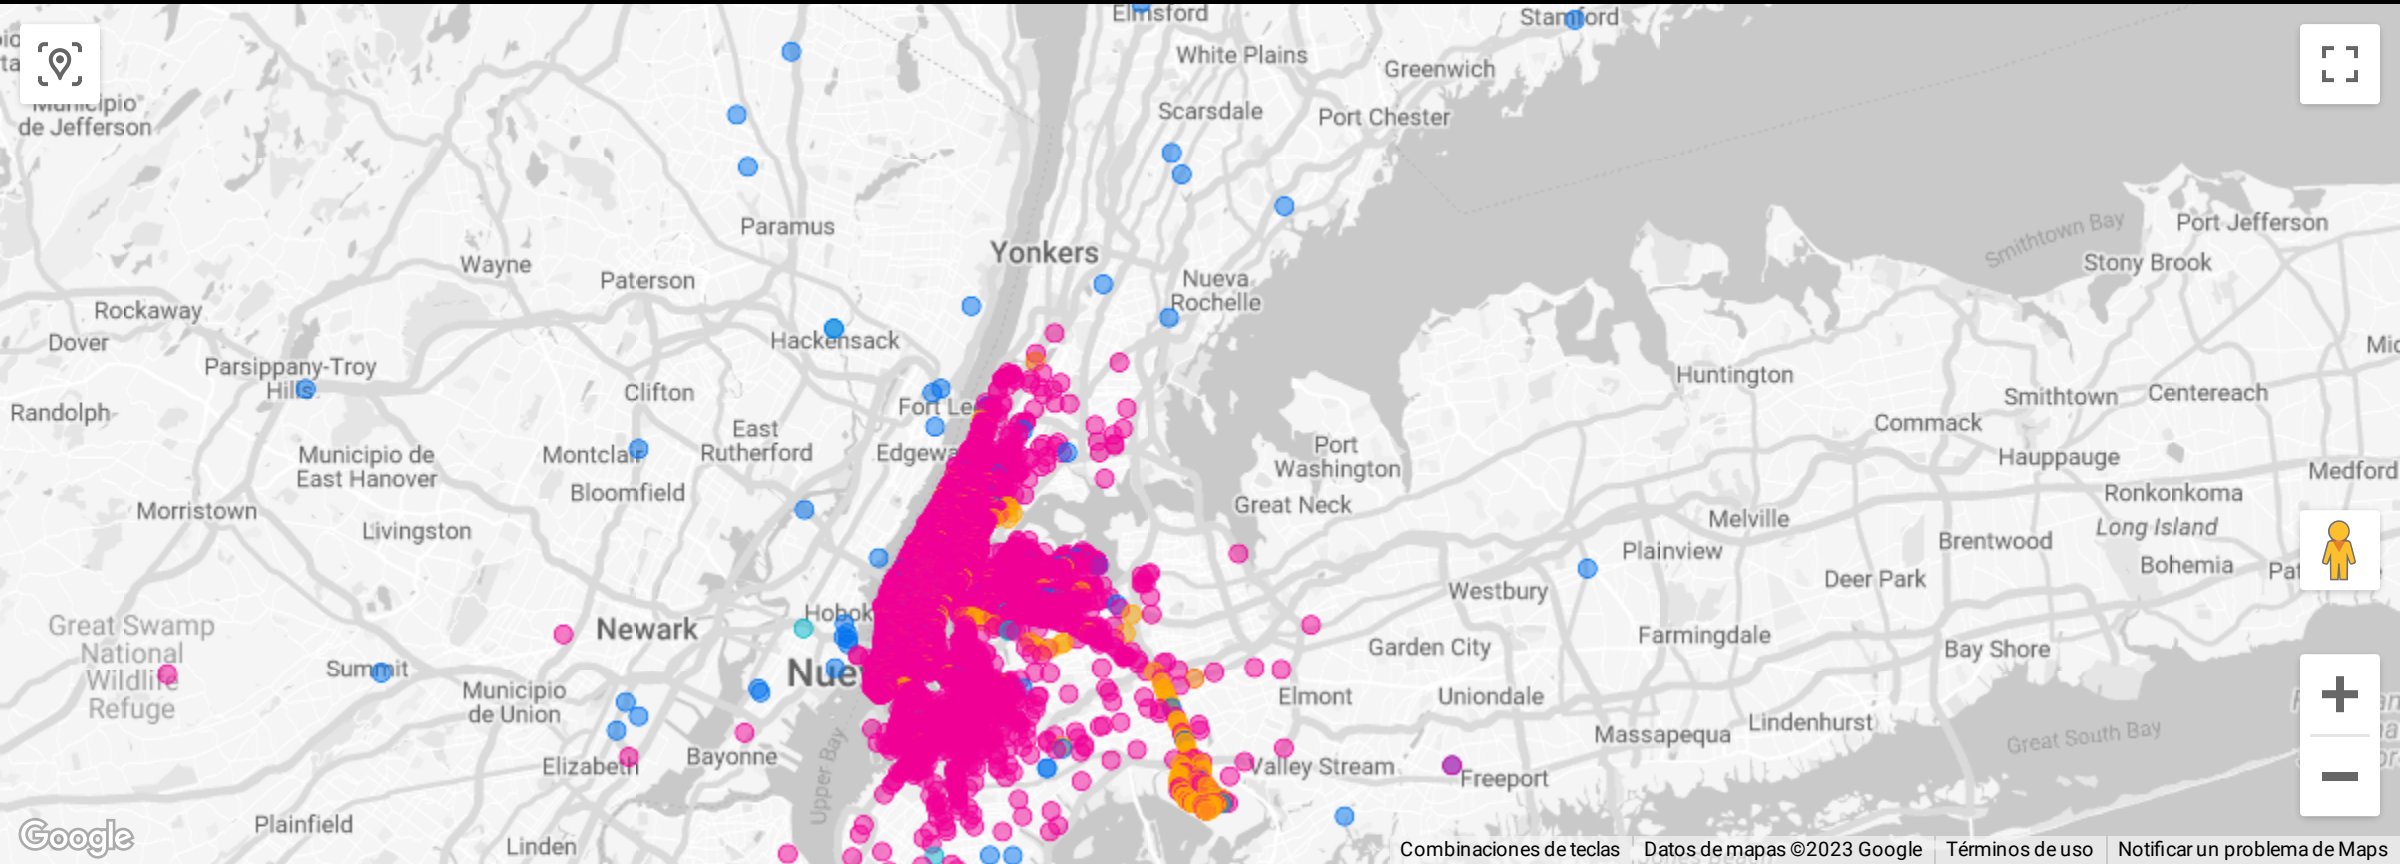 Elmsford
Stamford
White Plains
Greenwich
Municipio
de Jefferson
Scarsdale
Port Chester
Paramus
Yonkers
Smithtown Bay
Port Jefferson
Wayne
Paterson
Nueva
Rochelle
Stony Brook
Rockaway
Dover
Hackensack
Parsippany-Troy
Hills
Huntington
Randolph
Clifton
Fort Le
Smithtown
Centereach
Commack
East
Rutherford
Edgewa
Port
Washington
Municipio de
East Hanover
Montclair
Hauppauge
Medford
Bloomfield
Great Neck
Ronkonkoma
Morristown
Livingston
Melville
Long Island
Plainview
Brentwood
Bohemia
Deer Park
Westbury
Hobok
Great Swamp
National
Wildlife
Refuge
Newark
Farmingdale
Garden City
Bay Shore
Summit
Nuev
Municipio
de Union
Elmont
Uniondale
Lindenhurst
Massapequa
Great South Bay
Bayonne
Elizabeth
Upper Bay
Valley Stream
Freeport
Plainfield
Linden
Google
Combinaciones de teclas
Datos de mapas ©2023 Google
Términos de uso
Notificar un problema de Maps